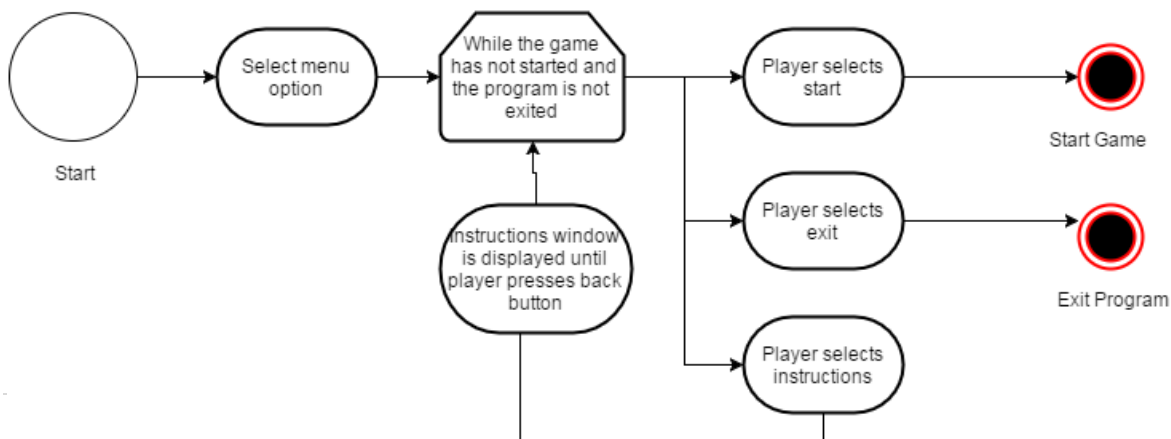 Start
Select menu
option
While the game
has not started and
the program is not
exited
Player selects
start
Start Game
Player selects
exit
Exit Program
Instructions window
is displayed until
player presses back
button
Player selects
instructions